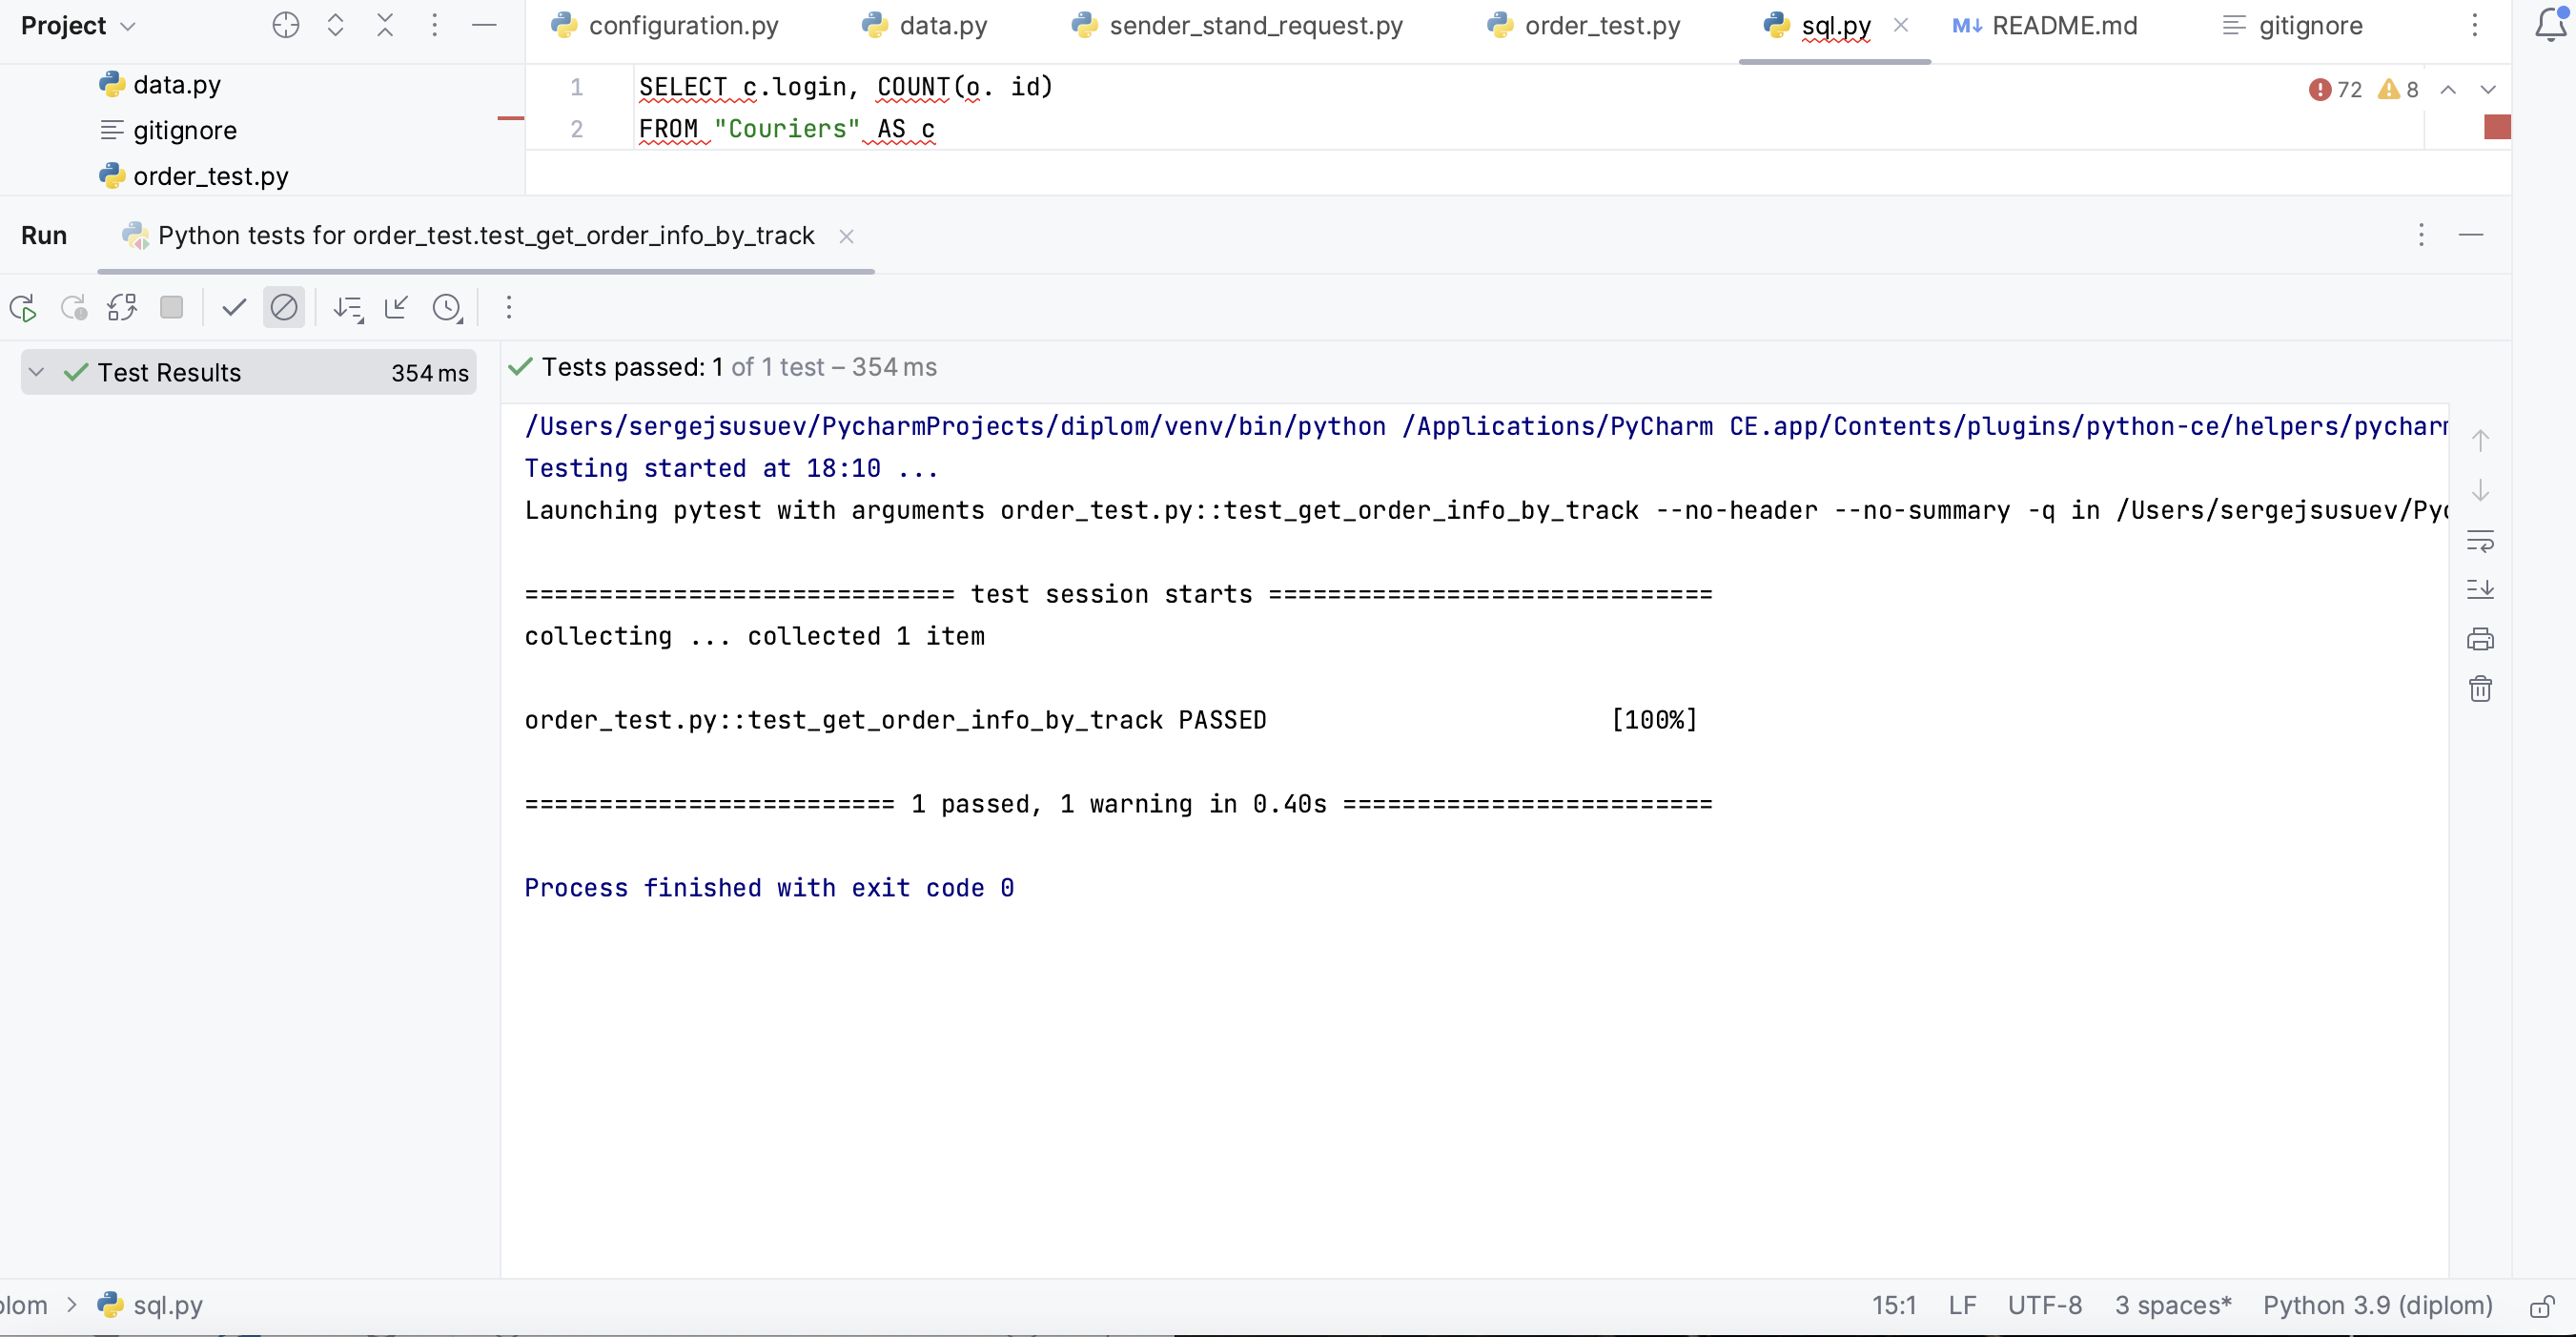 Project
configuration.py
data.py
sender_stand_request.py
order_test.py
sql.py
M↓ README.md
gitignore
data.py
gitignore
order_test.py
1 SELECT c.login, COUNT(o. id)
2 FROM "Couriers" AS c
72 8
Run Python tests for order_test.test_get_order_info_by_track
Test Results 354 ms
Tests passed: 1 of 1 test – 354 ms
/Users/sergejsusuev/PycharmProjects/diplom/venv/bin/python /Applications/PyCharm CE.app/Contents/plugins/python-ce/helpers/pycharm
Testing started at 18:10 ...
Launching pytest with arguments order_test.py::test_get_order_info_by_track --no-header --no-summary -q in /Users/sergejsusuev/Pyc
============================= test session starts ==============================
collecting ... collected 1 item
order_test.py::test_get_order_info_by_track PASSED [100%]
========================= 1 passed, 1 warning in 0.40s =========================
Process finished with exit code 0
plom > sql.py
15:1 LF UTF-8 3 spaces* Python 3.9 (diplom)